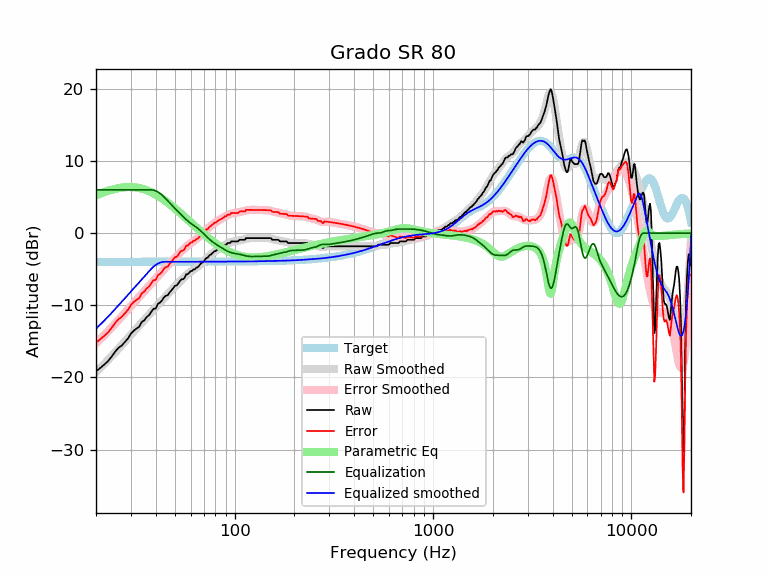 Grado SR 80
Amplitude (dBr)
20
10
0
−10
−20
−30
Target
Raw Smoothed
Error Smoothed
Raw
Error
Parametric Eq
Equalization
Equalized smoothed
100
1000
10000
Frequency (Hz)